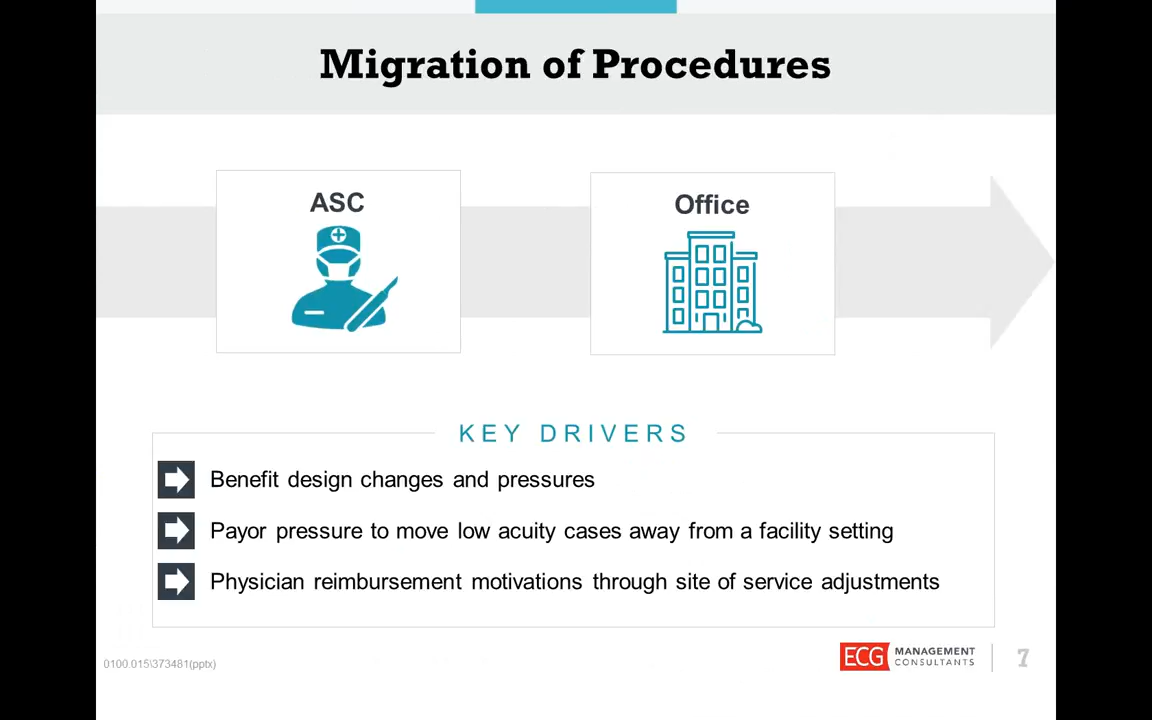 Migration of Procedures
ASC
Office
KEY DRIVERS
Benefit design changes and pressures
Payor pressure to move low acuity cases away from a facility setting
Physician reimbursement motivations through site of service adjustments
0100.015\373481(pptx)
ECG MANAGEMENT
CONSULTANTS
7